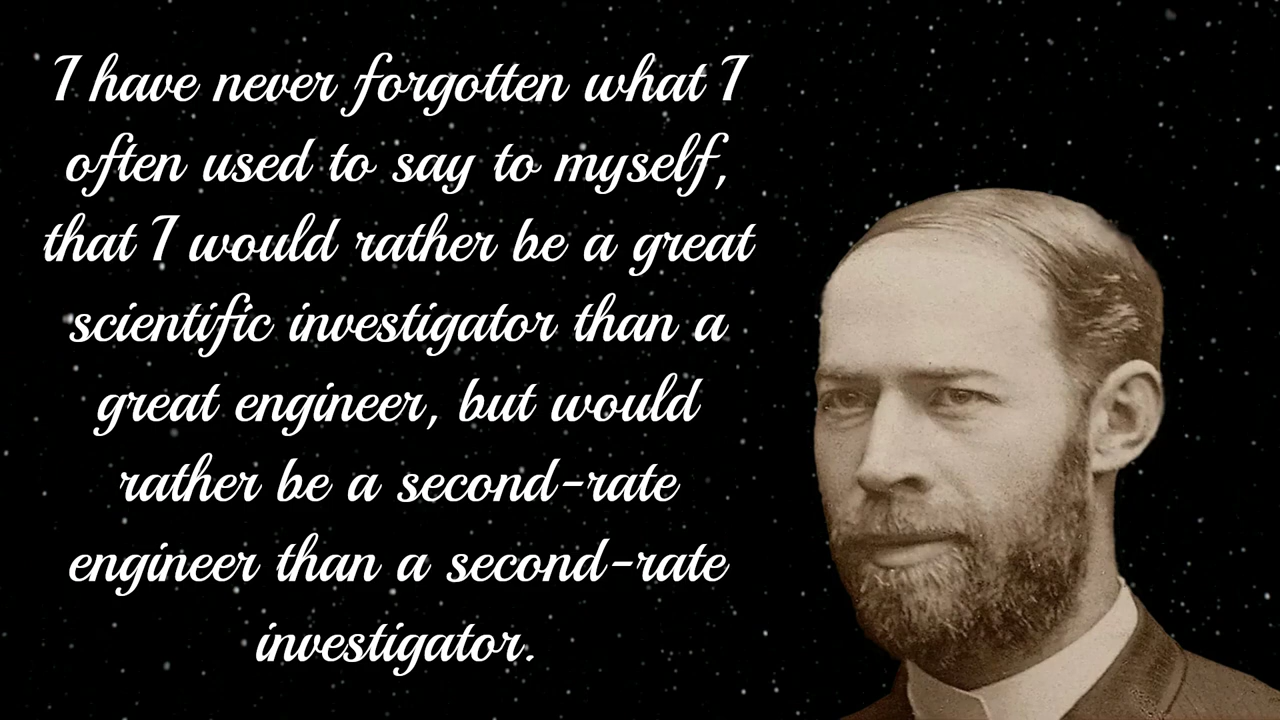 I have never forgotten what I
often used to say to myself,
that I would rather be a great
scientific investigator than a
great engineer, but would
rather be a second-rate
engineer than a second-rate
investigator.